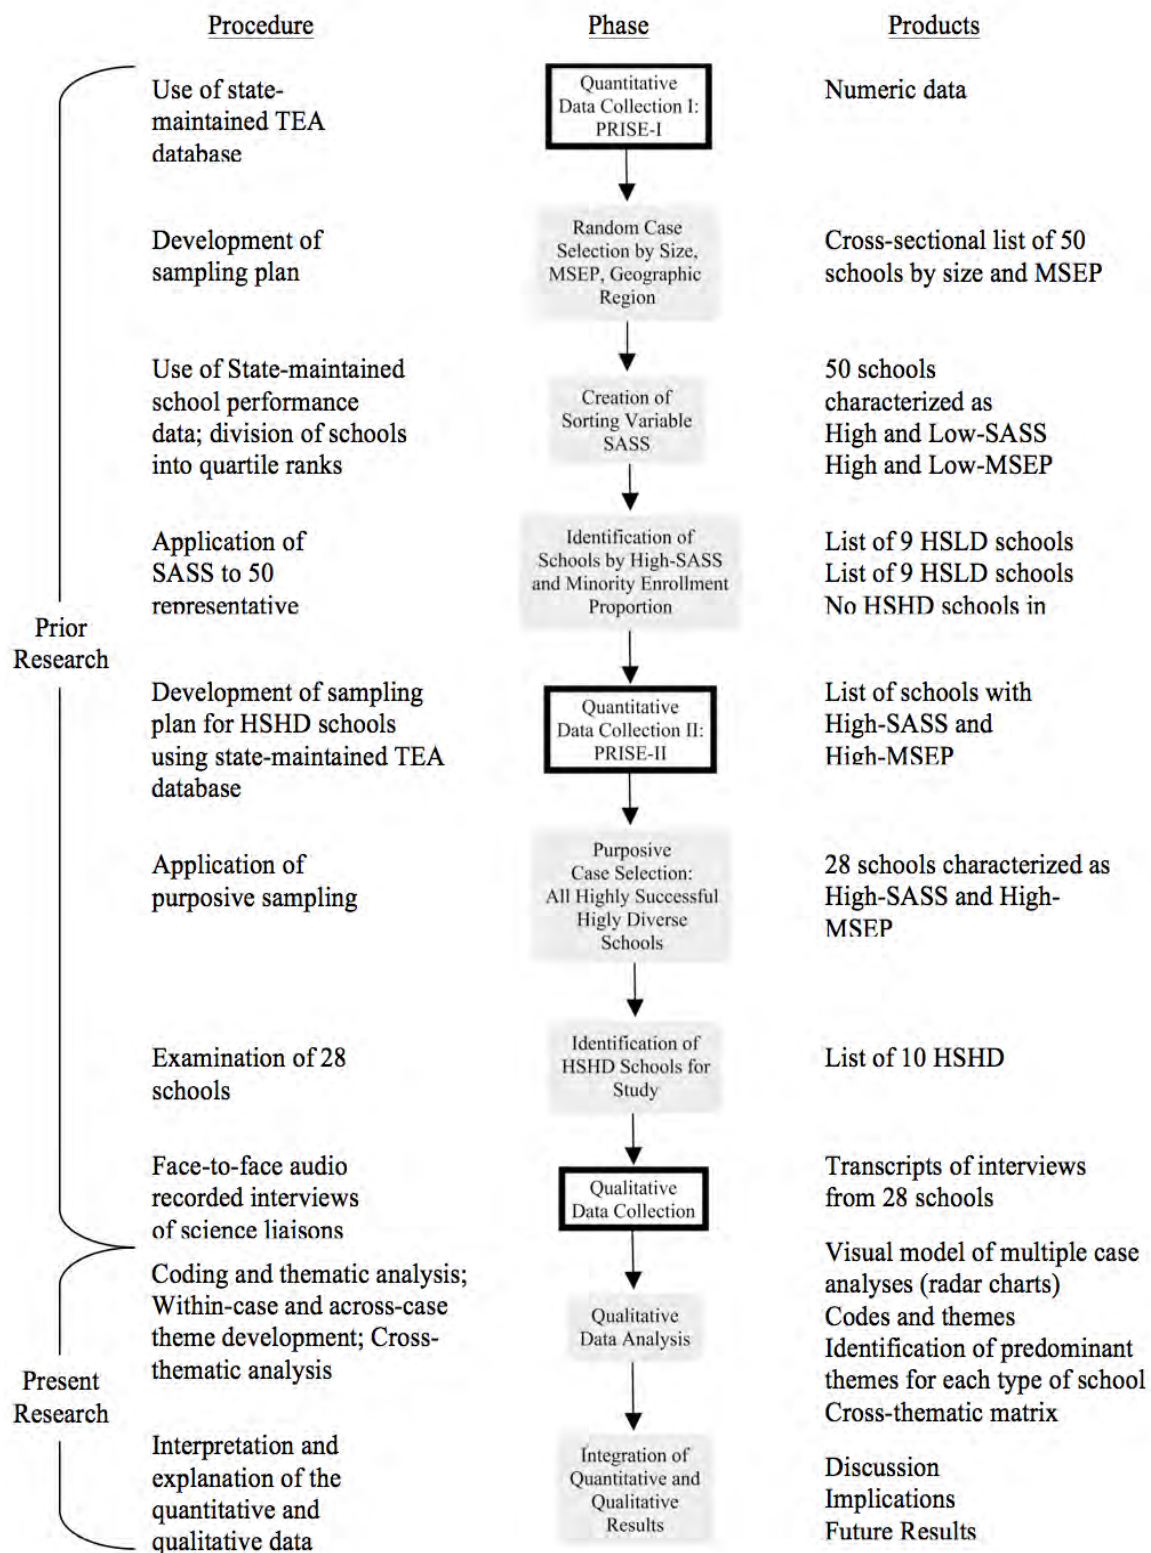 Procedure
Phase
Products
Use of state-
maintained TEA
database
Quantitative
Data Collection I:
PRISE-I
Numeric data
Development of
sampling plan
Random Case
Selection by Size,
MSEP, Geographic
Region
Cross-sectional list of 50
schools by size and MSEP
Use of State-maintained
school performance
data; division of schools
into quartile ranks
Creation of
Sorting Variable
SASS
50 schools
characterized as
High and Low-SASS
High and Low-MSEP
Application of
SASS to 50
representative
Identification of
Schools by High-SASS
and Minority Enrollment
Proportion
List of 9 HSLD schools
List of 9 HSLD schools
No HSHD schools in
Prior
Research
Development of sampling
plan for HSHD schools
using state-maintained TEA
database
Quantitative
Data Collection II:
PRISE-II
List of schools with
High-SASS and
High-MSEP
Application of
purposive sampling
Purposive
Case Selection:
All Highly Successful
Higly Diverse
Schools
28 schools characterized as
High-SASS and High-
MSEP
Examination of 28
schools
Identification of
HSHD Schools for
Study
List of 10 HSHD
Face-to-face audio
recorded interviews
of science liaisons
Qualitative
Data Collection
Transcripts of interviews
from 28 schools
Coding and thematic analysis;
Within-case and across-case
theme development; Cross-
thematic analysis
Qualitative
Data Analysis
Visual model of multiple case
analyses (radar charts)
Codes and themes
Identification of predominant
themes for each type of school
Cross-thematic matrix
Present
Research
Interpretation and
explanation of the
quantitative and
qualitative data
Integration of
Quantitative and
Qualitative
Results
Discussion
Implications
Future Results